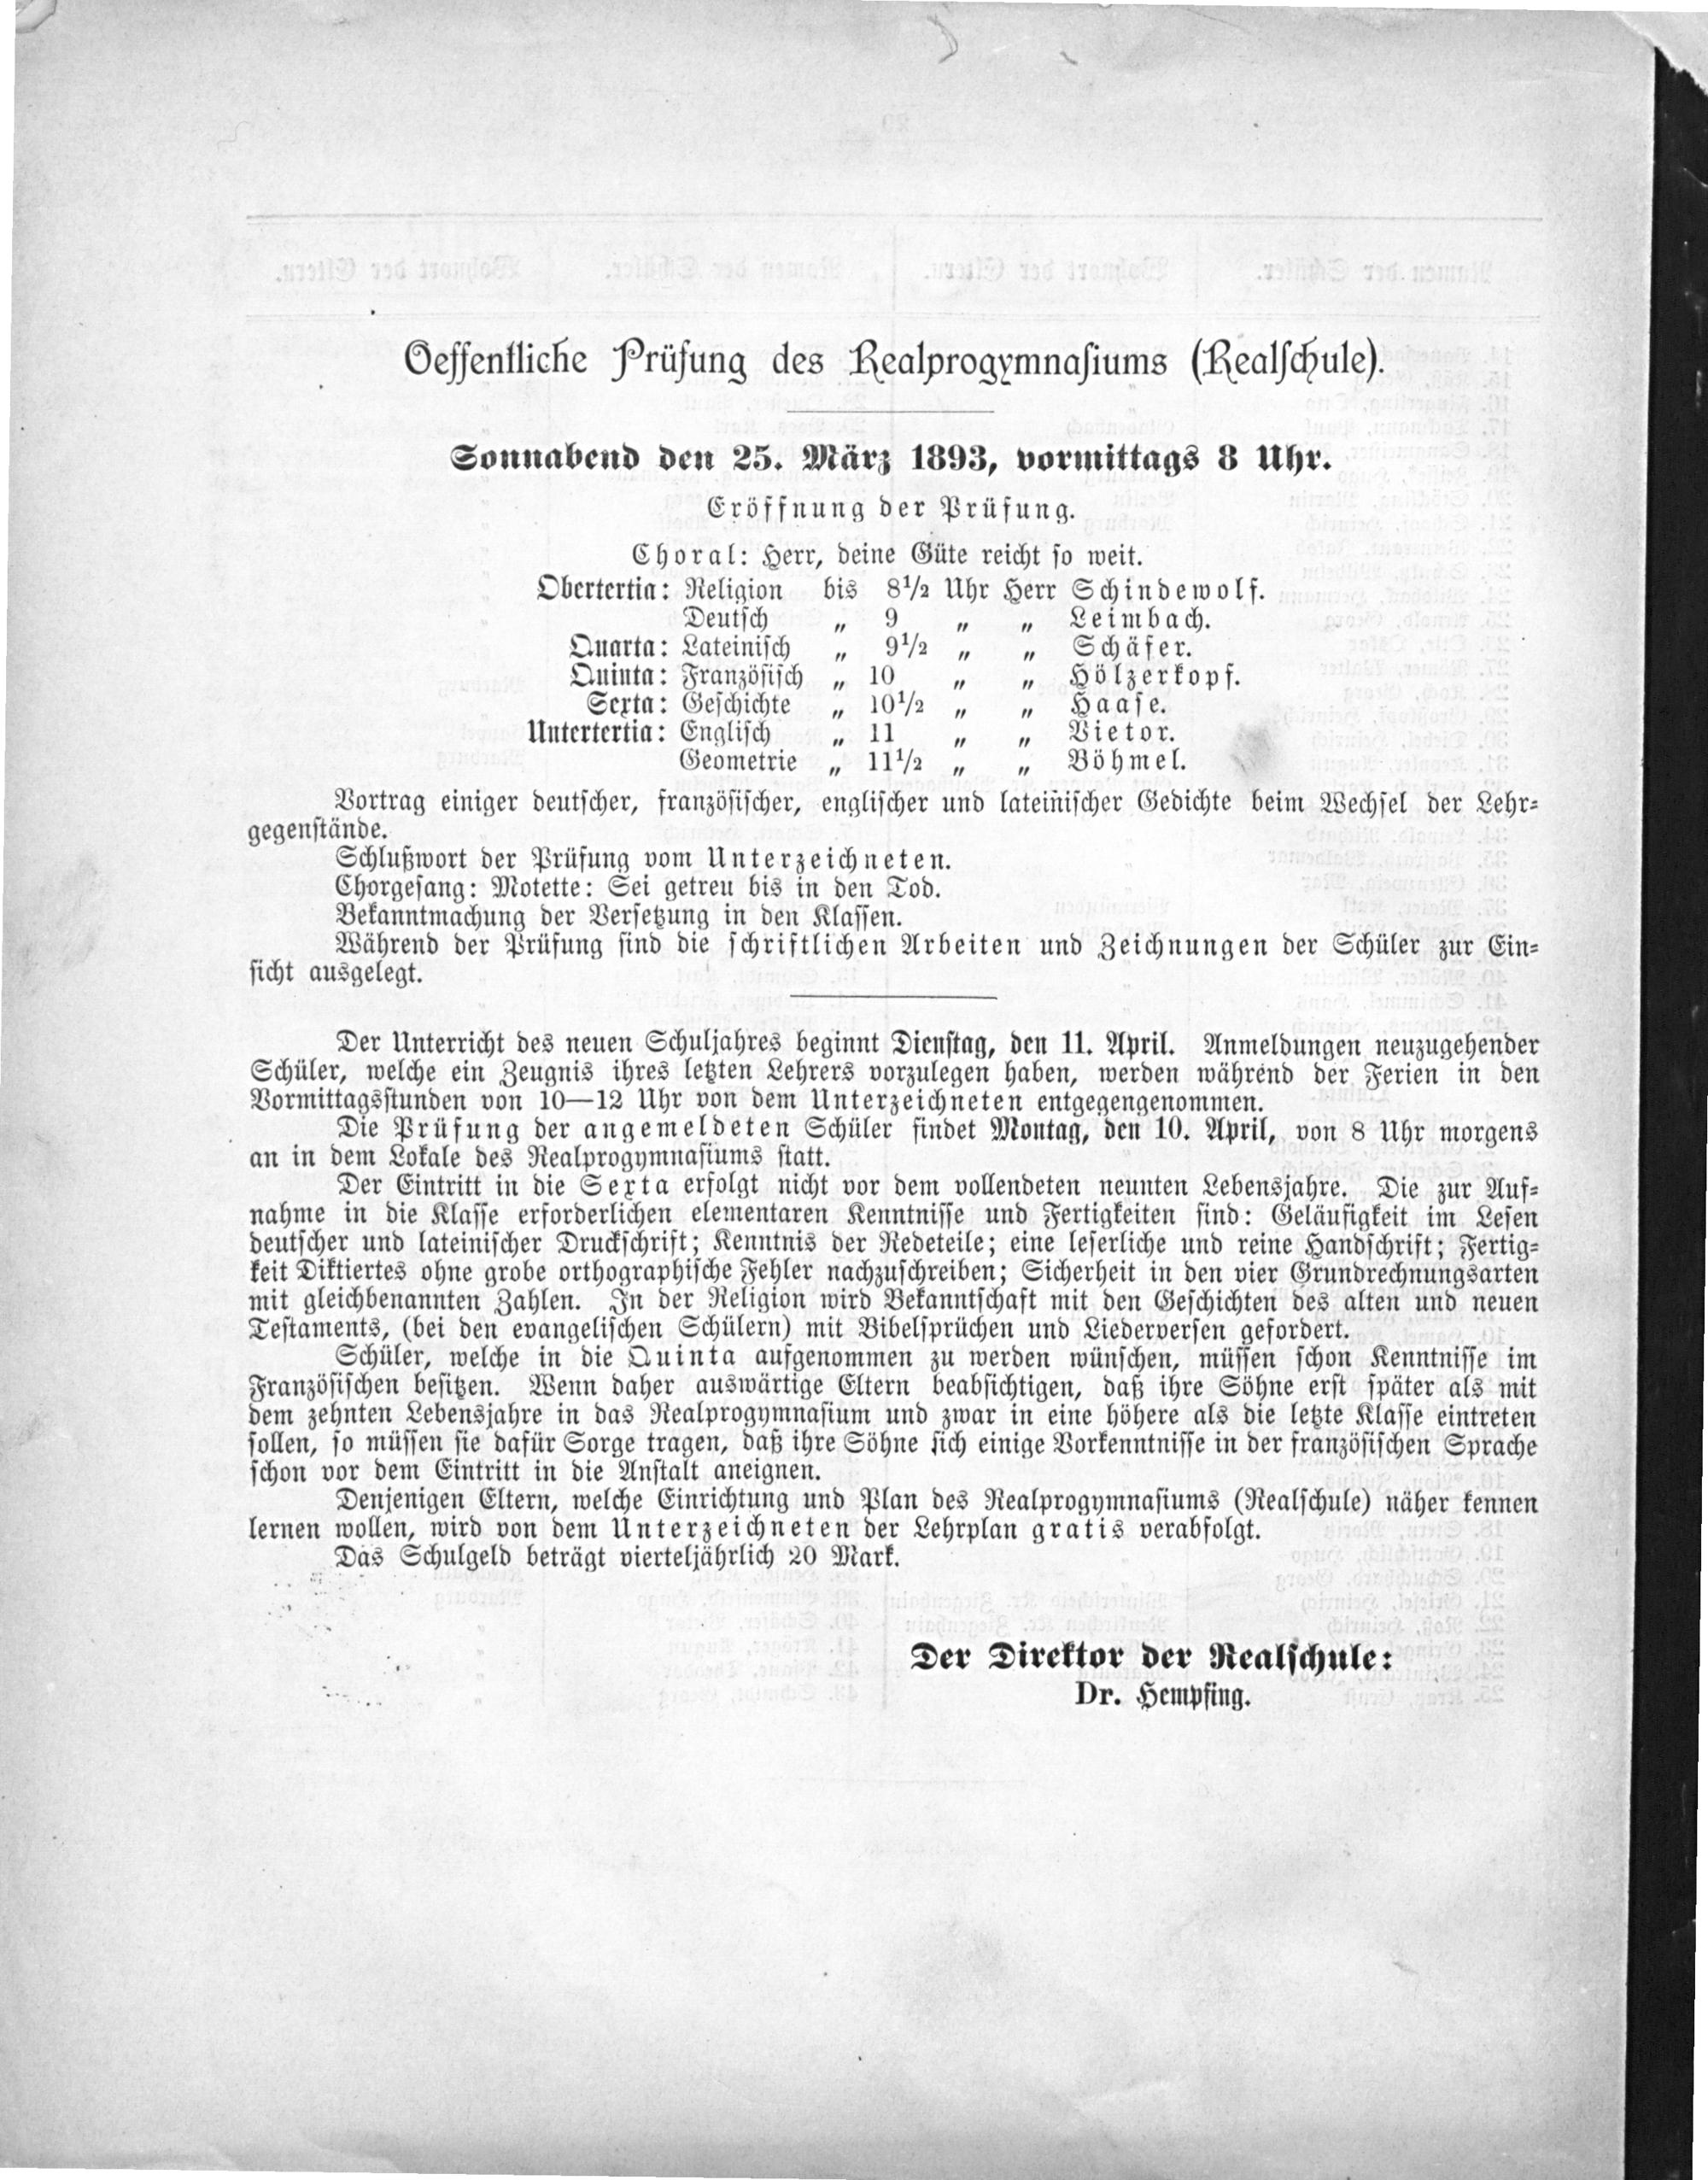 Oeffentliche Prüfung des Realprogymnasiums (Realschule).
Sonnabend den 25. März 1893, vormittags 8 Uhr.
Eröffnung der Prüfung.
Choral: Herr, deine Güte reicht so weit.
Obertertia: Religion bis 8½ Uhr Herr Schindewolf.
Deutsch „ 9 „ „ Leimbach.
Quarta: Lateinisch „ 9½ „ „ Schäfer.
Quinta: Französisch „ 10 „ „ Hölzerkopf.
Sexta: Geschichte „ 10½ „ „ Haase.
Untertertia: Englisch „ 11 „ „ Vietor.
Geometrie „ 11½ „ „ Böhmel.
Vortrag einiger deutscher, französischer, englischer und lateinischer Gedichte beim Wechsel der Lehr-
gegenstände.
Schlußwort der Prüfung vom Unterzeichneten.
Chorgesang: Motette: Sei getreu bis in den Tod.
Bekanntmachung der Versetzung in den Klassen.
Während der Prüfung sind die schriftlichen Arbeiten und Zeichnungen der Schüler zur Ein-
sicht ausgelegt.
Der Unterricht des neuen Schuljahres beginnt Dienstag, den 11. April. Anmeldungen neuzugehender
Schüler, welche ein Zeugnis ihres letzten Lehrers vorzulegen haben, werden während der Ferien in den
Vormittagsstunden von 10—12 Uhr von dem Unterzeichneten entgegengenommen.
Die Prüfung der angemeldeten Schüler findet Montag, den 10. April, von 8 Uhr morgens
an in dem Lokale des Realprogymnasiums statt.
Der Eintritt in die Sexta erfolgt nicht vor dem vollendeten neunten Lebensjahre. Die zur Auf-
nahme in die Klasse erforderlichen elementaren Kenntnisse und Fertigkeiten sind: Geläufigkeit im Lesen
deutscher und lateinischer Druckschrift; Kenntnis der Redeteile; eine leserliche und reine Handschrift; Fertig-
keit Diktiertes ohne grobe orthographische Fehler nachzuschreiben; Sicherheit in den vier Grundrechnungsarten
mit gleichbenannten Zahlen. In der Religion wird Bekanntschaft mit den Geschichten des alten und neuen
Testaments, (bei den evangelischen Schülern) mit Bibelsprüchen und Liederversen gefordert.
Schüler, welche in die Quinta aufgenommen zu werden wünschen, müssen schon Kenntnisse im
Französischen besitzen. Wenn daher auswärtige Eltern beabsichtigen, daß ihre Söhne erst später als mit
dem zehnten Lebensjahre in das Realprogymnasium und zwar in eine höhere als die letzte Klasse eintreten
sollen, so müssen sie dafür Sorge tragen, daß ihre Söhne sich einige Vorkenntnisse in der französischen Sprache
schon vor dem Eintritt in die Anstalt aneignen.
Denjenigen Eltern, welche Einrichtung und Plan des Realprogymnasiums (Realschule) näher kennen
lernen wollen, wird von dem Unterzeichneten der Lehrplan gratis verabfolgt.
Das Schulgeld beträgt vierteljährlich 20 Mark.
Der Direktor der Realschule:
Dr. Hempfing.